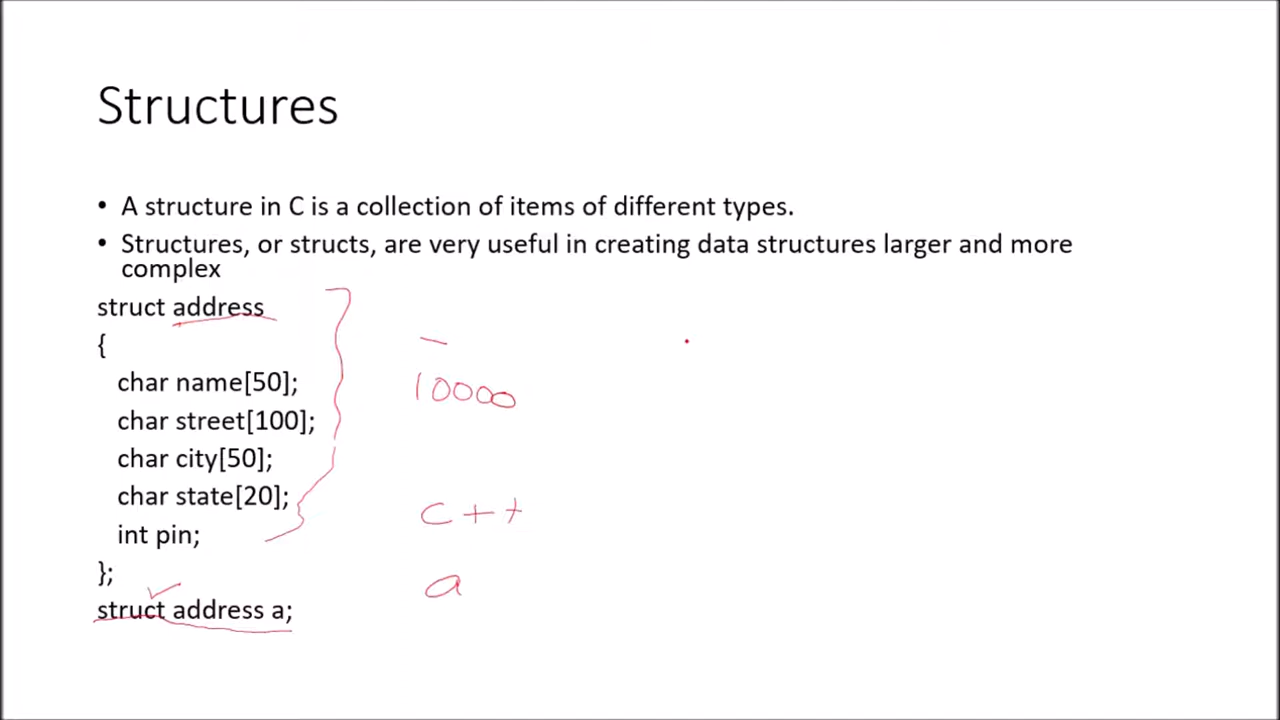 Structures
• A structure in C is a collection of items of different types.
• Structures, or structs, are very useful in creating data structures larger and more
complex
struct address
{
char name[50];
10000
char street[100];
char city[50];
char state[20];
C++
int pin;
};
a
struct address a;